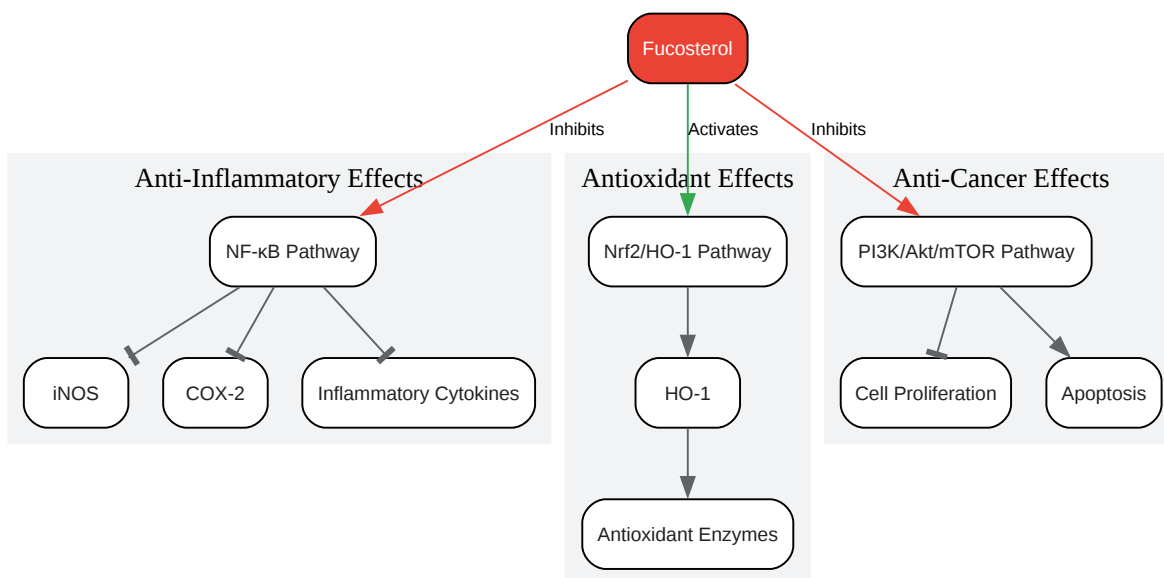 Fucosterol
Inhibits
Activates
Inhibits
Anti-Inflammatory Effects
Antioxidant Effects
Anti-Cancer Effects
NF-κB Pathway
Nrf2/HO-1 Pathway
PI3K/Akt/mTOR Pathway
iNOS
COX-2
Inflammatory Cytokines
HO-1
Cell Proliferation
Apoptosis
Antioxidant Enzymes